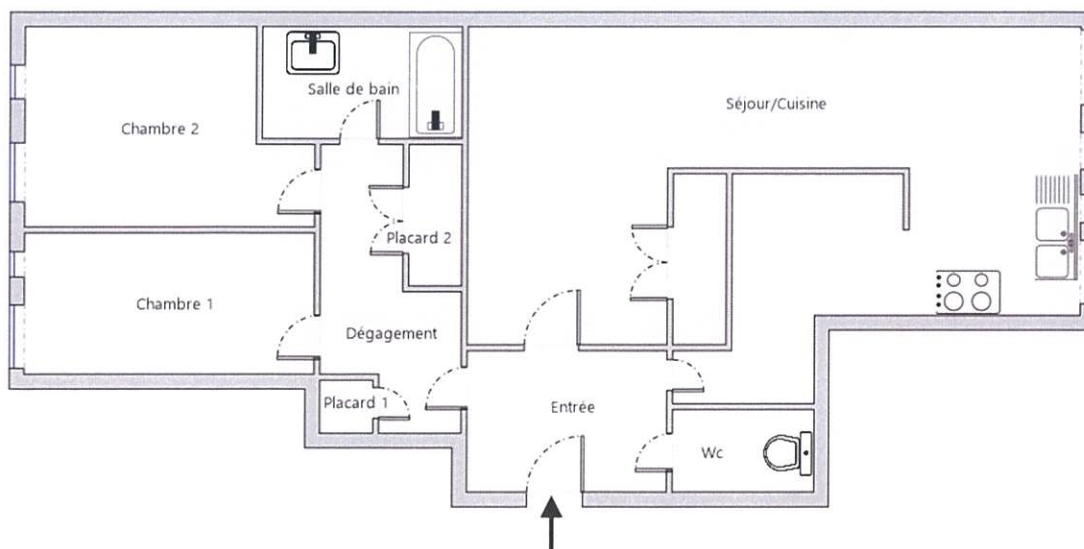 Salle de bain
Séjour/Cuisine
Chambre 2
Placard 2
Chambre 1
Dégagement
Placard 1
Entrée
Wc